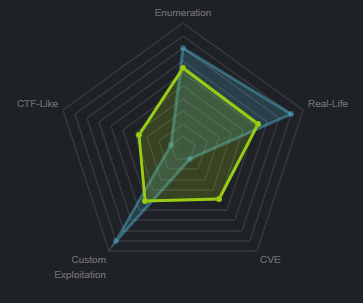 Enumeration
CTF-Like
Real-Life
Custom
Exploitation
CVE